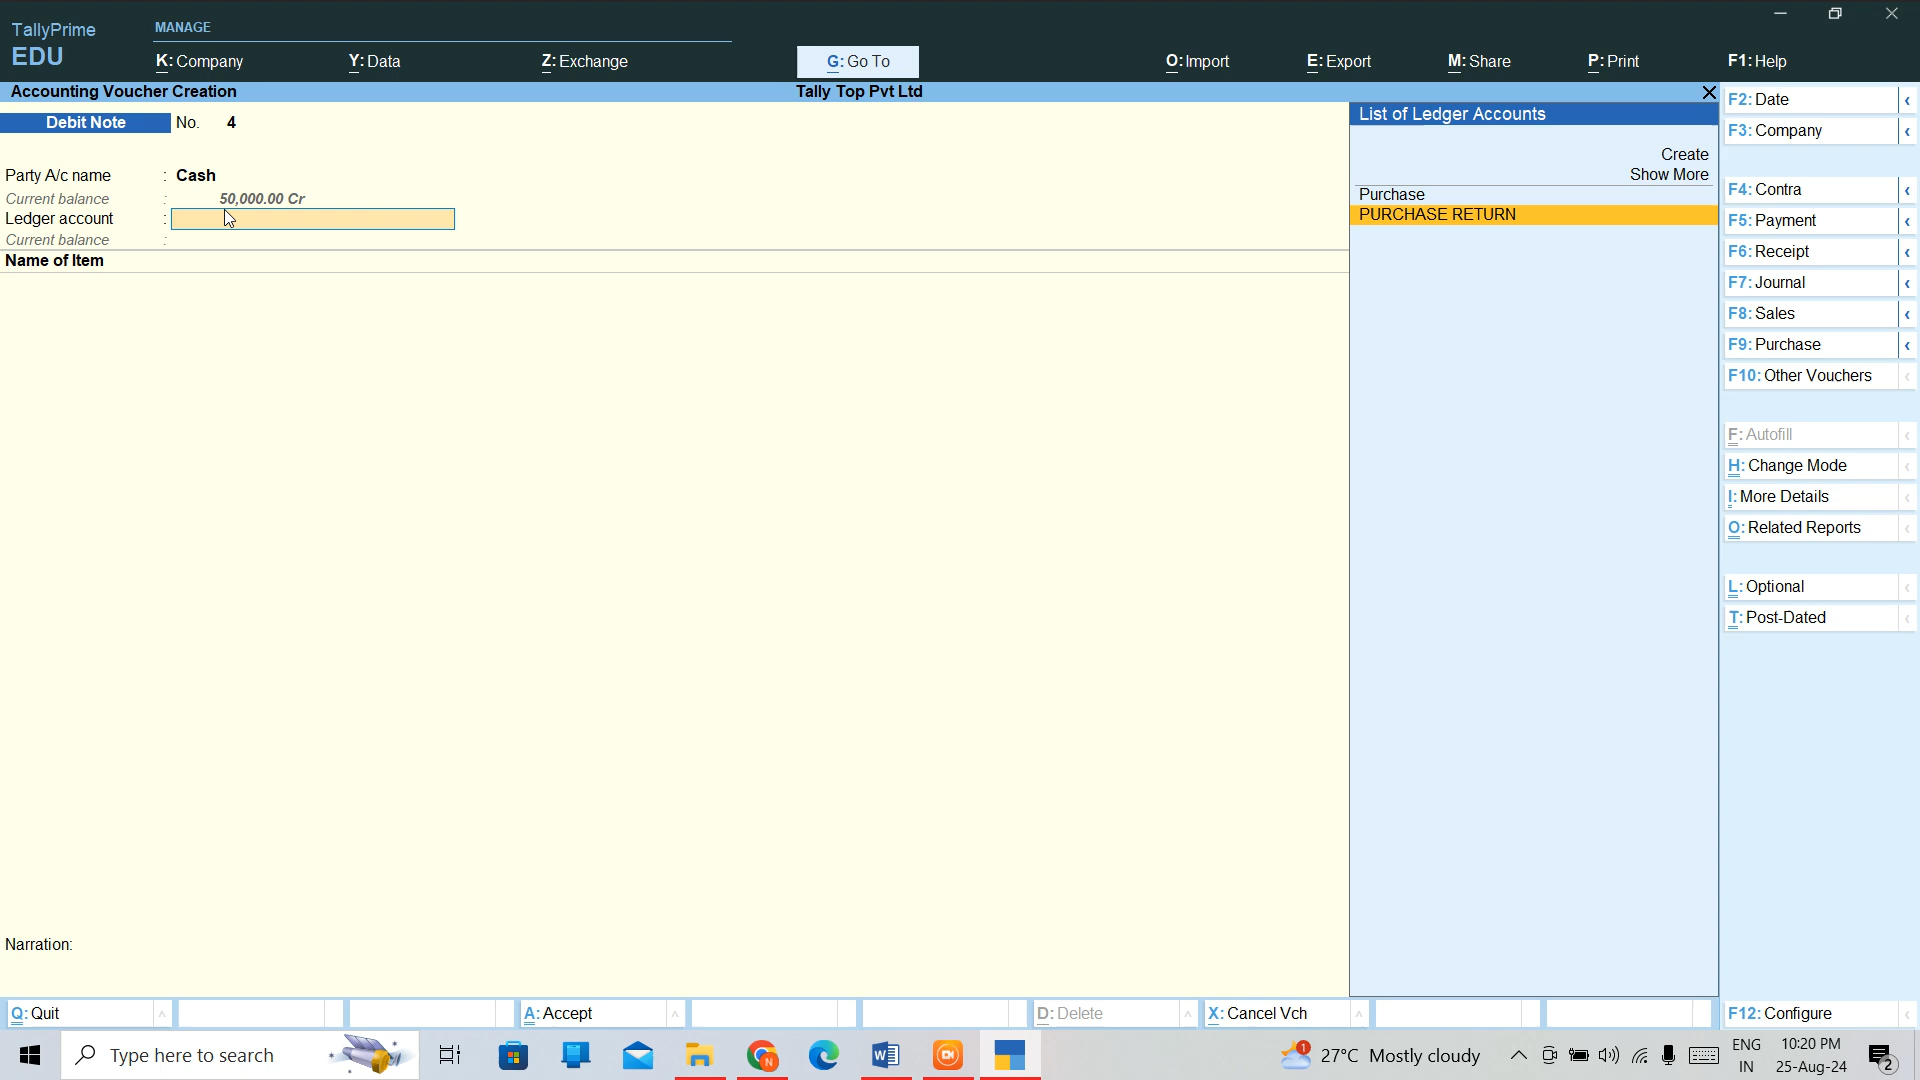 TallyPrime
EDU
MANAGE
K: Company
Y: Data
Z: Exchange
G: Go To
O: Import
E: Export
M: Share
P: Print
F1: Help
Accounting Voucher Creation
Tally Top Pvt Ltd
Debit Note No. 4
Party A/c name : Cash
Current balance : 50,000.00 Cr
Ledger account :
Current balance :
Name of Item
Narration:
List of Ledger Accounts
Create
Show More
Purchase
PURCHASE RETURN
F2: Date
F3: Company
F4: Contra
F5: Payment
F6: Receipt
F7: Journal
F8: Sales
F9: Purchase
F10: Other Vouchers
F: Autofill
H: Change Mode
I: More Details
O: Related Reports
L: Optional
T: Post-Dated
Q: Quit
A: Accept
D: Delete
X: Cancel Vch
F12: Configure
Type here to search
27°C Mostly cloudy
ENG
IN
10:20 PM
25-Aug-24
2